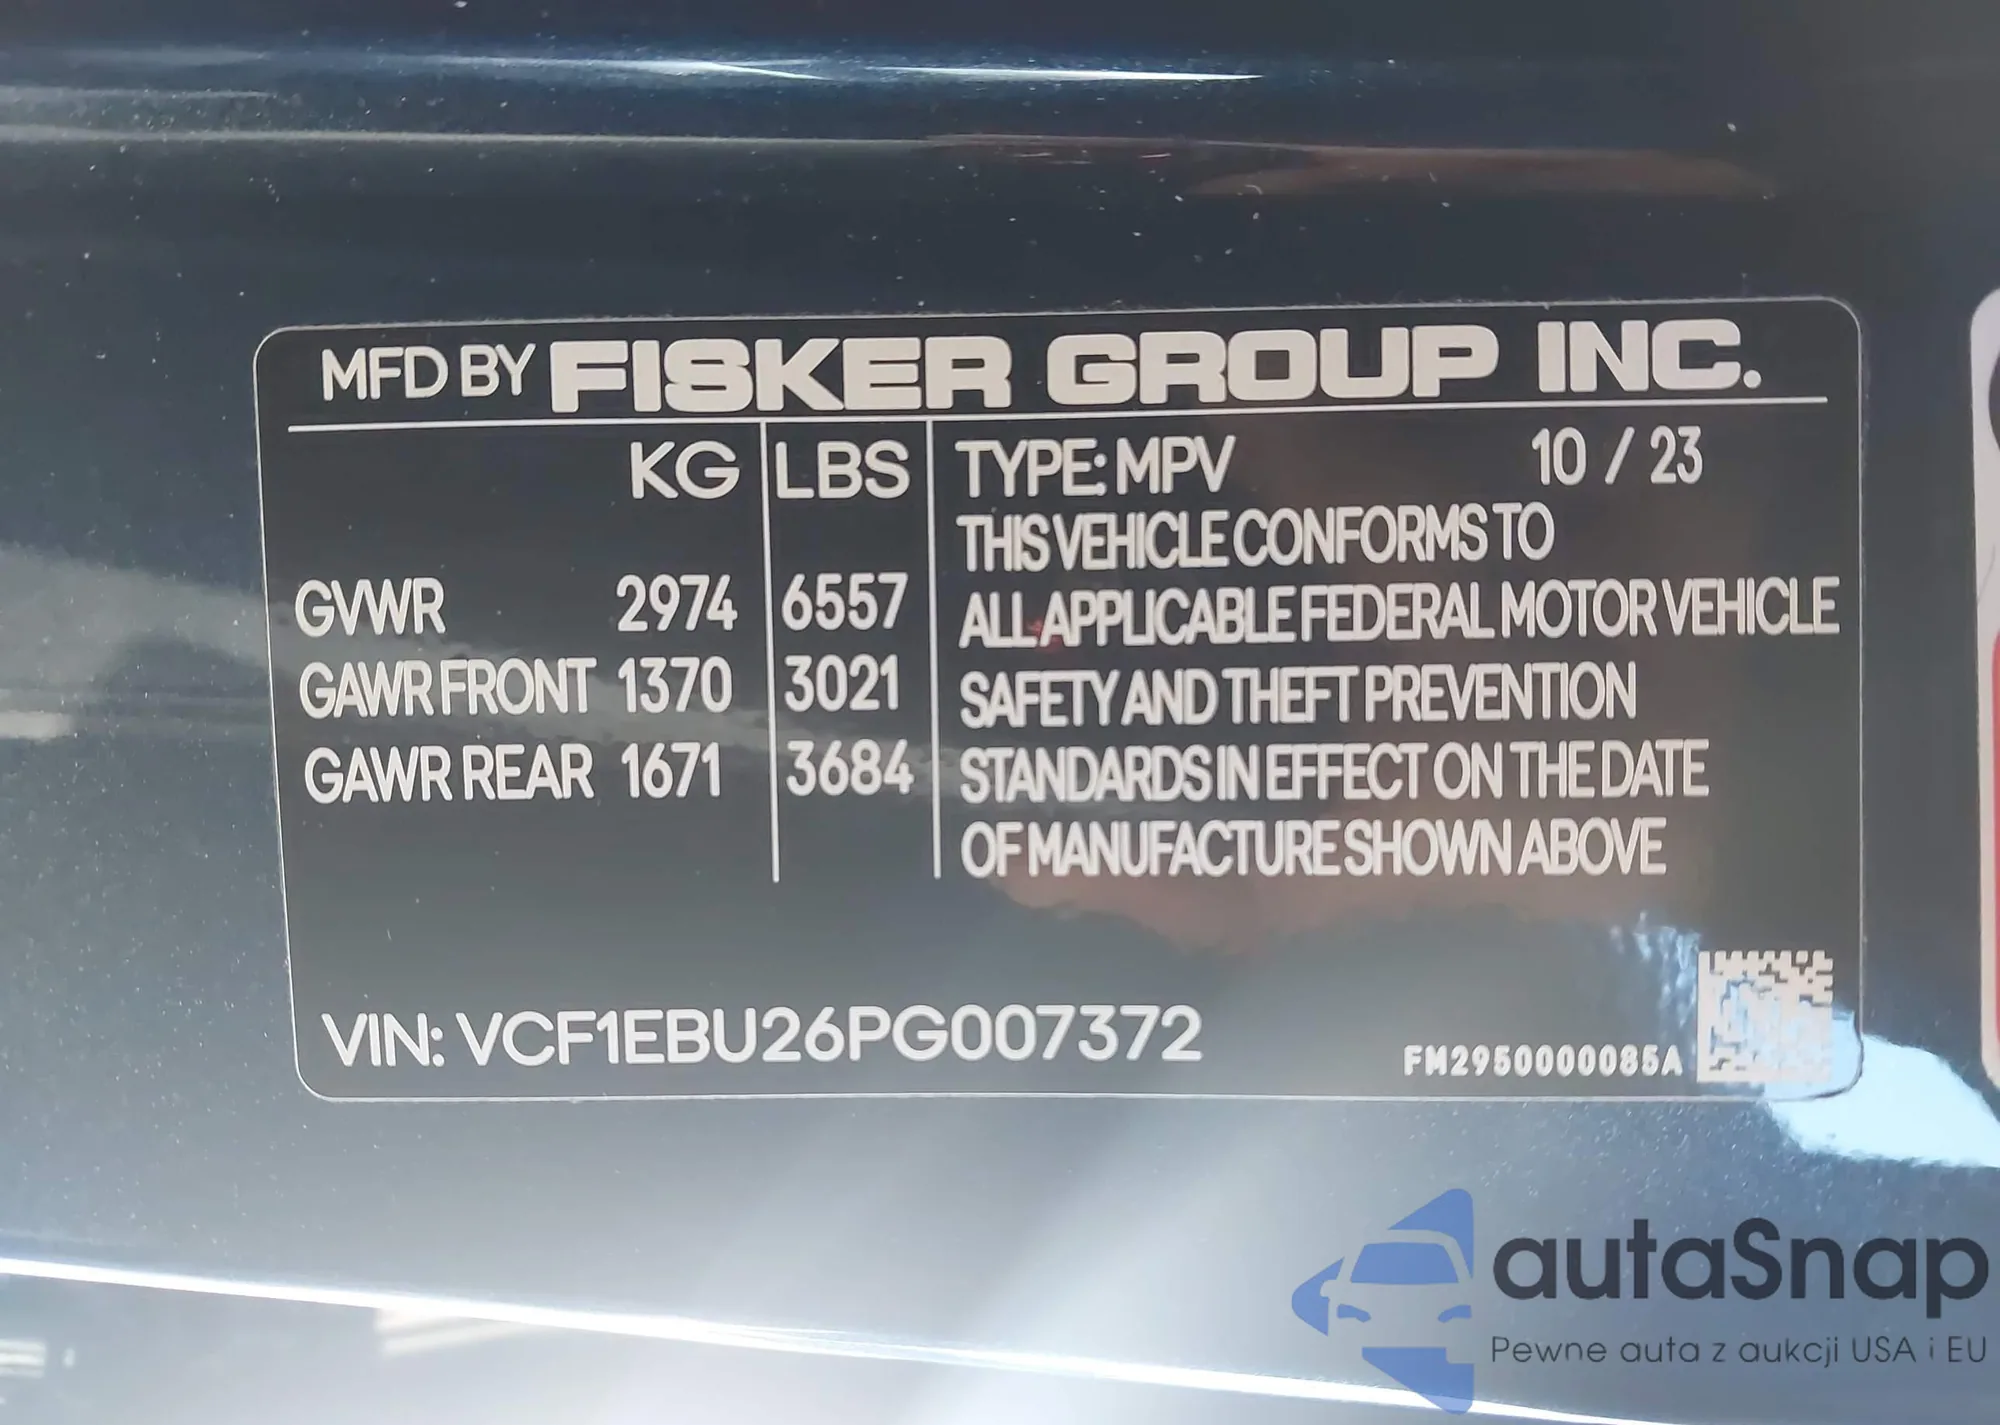 MFD BY FISKER GROUP INC.
KG LBS
GVWR 2974 6557
GAWR FRONT 1370 3021
GAWR REAR 1671 3684
TYPE: MPV 10 / 23
THIS VEHICLE CONFORMS TO
ALL APPLICABLE FEDERAL MOTOR VEHICLE
SAFETY AND THEFT PREVENTION
STANDARDS IN EFFECT ON THE DATE
OF MANUFACTURE SHOWN ABOVE
VIN: VCF1EBU26PG007372
FM2950000085A
autaSnap
Pewne auta z aukcji USA i EU